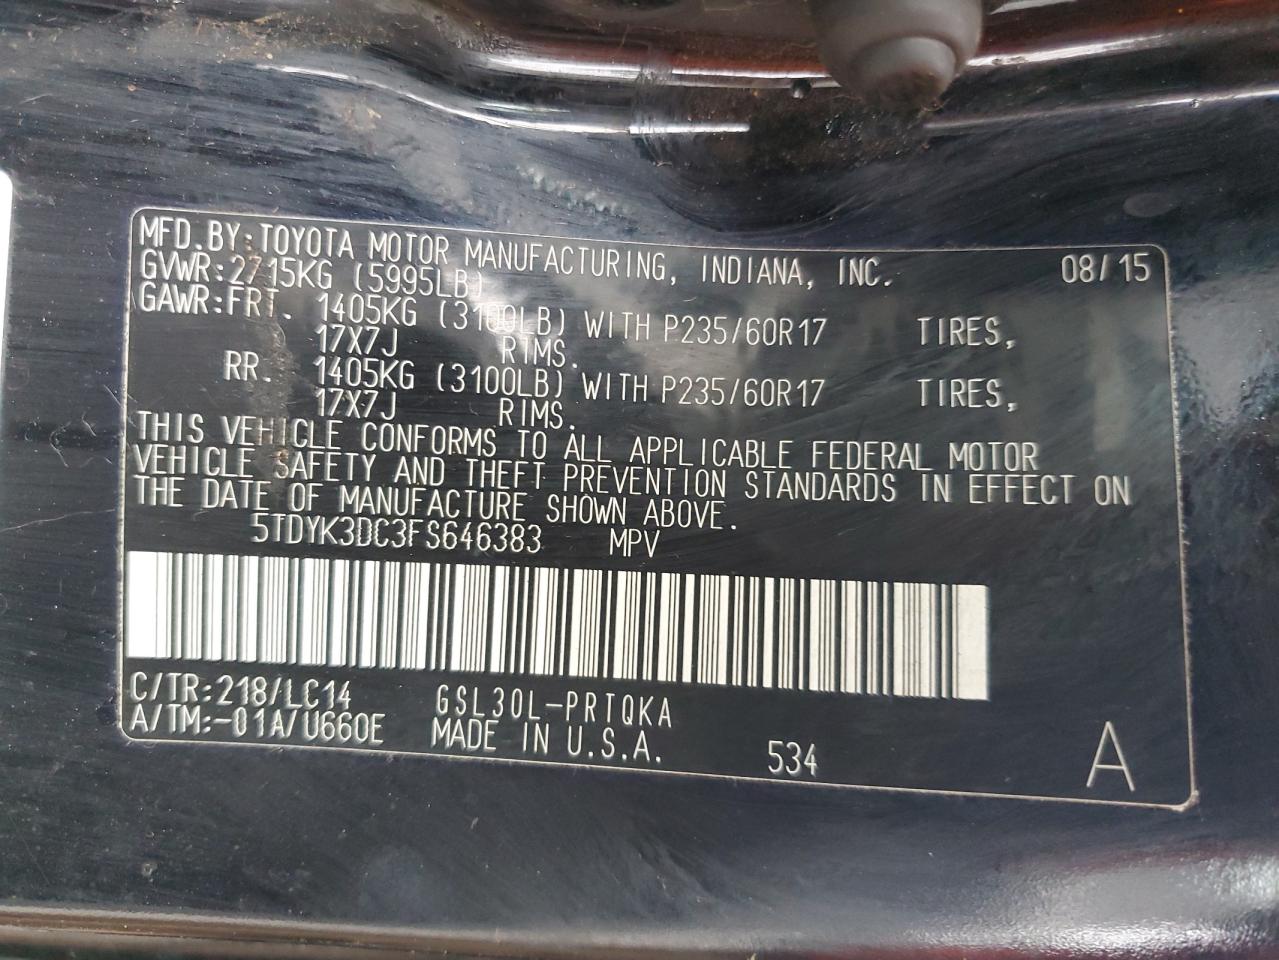 MFD.BY:TOYOTA MOTOR MANUFACTURING, INDIANA, INC. 08/15
GVWR:2715KG (5995LB)
GAWR:FRT. 1405KG (3100LB) WITH P235/60R17 TIRES,
17X7J RIMS.
RR. 1405KG (3100LB) WITH P235/60R17 TIRES,
17X7J RIMS.
THIS VEHICLE CONFORMS TO ALL APPLICABLE FEDERAL MOTOR
VEHICLE SAFETY AND THEFT PREVENTION STANDARDS IN EFFECT ON
THE DATE OF MANUFACTURE SHOWN ABOVE.
5TDYK3DC3FS646383 MPV
C/TR:218/LC14 GSL30L-PRTQKA
A/TM:-01A/U660E MADE IN U.S.A. 534 A